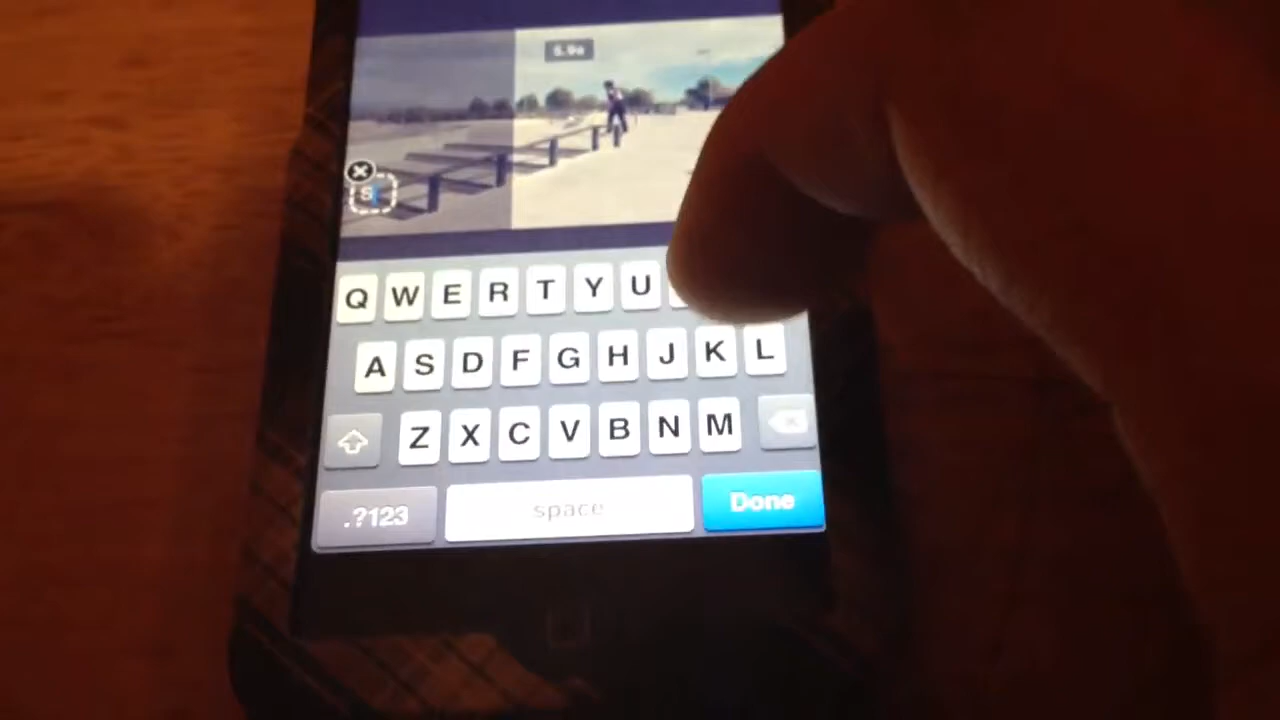 5.9s
S
Q W E R T Y U
A S D F G H J K L
Z X C V B N M
.?123 space Done